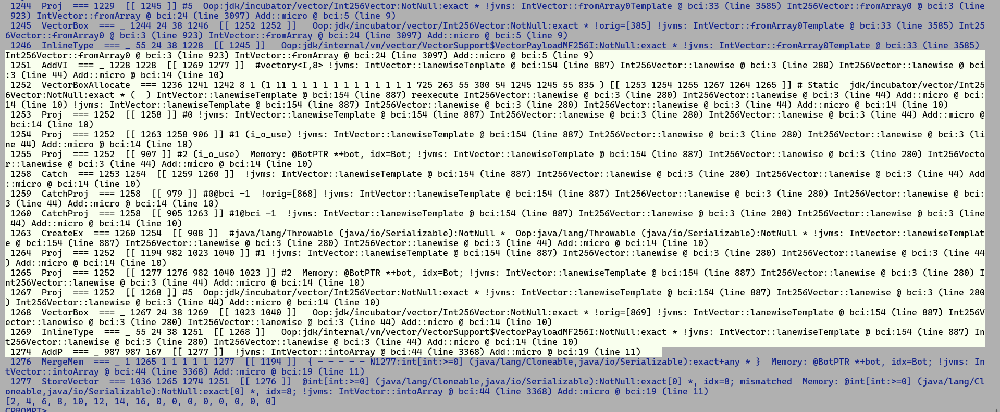 1244  Proj  === 1229  [[ 1245 ]] #5  Oop:jdk/incubator/vector/Int256Vector:NotNull:exact * !jvms: IntVector::fromArray0Template @ bci:33 (line 3585) Int256Vector::fromArray0 @ bci:3 (line
923) IntVector::fromArray @ bci:24 (line 3097) Add::micro @ bci:5 (line 9)
1245  VectorBox  === _ 1244 24 38 1246  [[ 1252 1252 ]]   Oop:jdk/incubator/vector/Int256Vector:NotNull:exact * !orig=[385] !jvms: IntVector::fromArray0Template @ bci:33 (line 3585) Int25
6Vector::fromArray0 @ bci:3 (line 923) IntVector::fromArray @ bci:24 (line 3097) Add::micro @ bci:5 (line 9)
1246  InlineType  === _ 55 24 38 1228  [[ 1245 ]]   Oop:jdk/internal/vm/vector/VectorSupport$VectorPayloadMF256I:NotNull:exact * !jvms: IntVector::fromArray0Template @ bci:33 (line 3585)
Int256Vector::fromArray0 @ bci:3 (line 923) IntVector::fromArray @ bci:24 (line 3097) Add::micro @ bci:5 (line 9)
1251  AddVI  === _ 1228 1228  [[ 1269 1277 ]]  #vectory<I,8> !jvms: IntVector::lanewiseTemplate @ bci:154 (line 887) Int256Vector::lanewise @ bci:3 (line 280) Int256Vector::lanewise @ bci
:3 (line 44) Add::micro @ bci:14 (line 10)
1252  VectorBoxAllocate  === 1236 1241 1242 8 1 (1 11 1 1 1 1 1 1 1 1 1 1 1 1 725 263 55 300 54 1245 1245 55 835 ) [[ 1253 1254 1255 1267 1264 1265 ]] # Static  jdk/incubator/vector/Int25
6Vector:NotNull:exact * (  ) IntVector::lanewiseTemplate @ bci:154 (line 887) reexecute Int256Vector::lanewise @ bci:3 (line 280) Int256Vector::lanewise @ bci:3 (line 44) Add::micro @ bci:
14 (line 10) !jvms: IntVector::lanewiseTemplate @ bci:154 (line 887) Int256Vector::lanewise @ bci:3 (line 280) Int256Vector::lanewise @ bci:3 (line 44) Add::micro @ bci:14 (line 10)
1253  Proj  === 1252  [[ 1258 ]] #0 !jvms: IntVector::lanewiseTemplate @ bci:154 (line 887) Int256Vector::lanewise @ bci:3 (line 280) Int256Vector::lanewise @ bci:3 (line 44) Add::micro @
bci:14 (line 10)
1254  Proj  === 1252  [[ 1263 1258 906 ]] #1 (i_o_use) !jvms: IntVector::lanewiseTemplate @ bci:154 (line 887) Int256Vector::lanewise @ bci:3 (line 280) Int256Vector::lanewise @ bci:3 (li
ne 44) Add::micro @ bci:14 (line 10)
1255  Proj  === 1252  [[ 907 ]] #2 (i_o_use)  Memory: @BotPTR *+bot, idx=Bot; !jvms: IntVector::lanewiseTemplate @ bci:154 (line 887) Int256Vector::lanewise @ bci:3 (line 280) Int256Vecto
r::lanewise @ bci:3 (line 44) Add::micro @ bci:14 (line 10)
1258  Catch  === 1253 1254  [[ 1259 1260 ]]  !jvms: IntVector::lanewiseTemplate @ bci:154 (line 887) Int256Vector::lanewise @ bci:3 (line 280) Int256Vector::lanewise @ bci:3 (line 44) Add
::micro @ bci:14 (line 10)
1259  CatchProj  === 1258  [[ 979 ]] #0@bci -1  !orig=[868] !jvms: IntVector::lanewiseTemplate @ bci:154 (line 887) Int256Vector::lanewise @ bci:3 (line 280) Int256Vector::lanewise @ bci:
3 (line 44) Add::micro @ bci:14 (line 10)
1260  CatchProj  === 1258  [[ 905 1263 ]] #1@bci -1  !jvms: IntVector::lanewiseTemplate @ bci:154 (line 887) Int256Vector::lanewise @ bci:3 (line 280) Int256Vector::lanewise @ bci:3 (line
44) Add::micro @ bci:14 (line 10)
1263  CreateEx  === 1260 1254  [[ 908 ]]  #java/lang/Throwable (java/io/Serializable):NotNull *  Oop:java/lang/Throwable (java/io/Serializable):NotNull * !jvms: IntVector::lanewiseTemplat
e @ bci:154 (line 887) Int256Vector::lanewise @ bci:3 (line 280) Int256Vector::lanewise @ bci:3 (line 44) Add::micro @ bci:14 (line 10)
1264  Proj  === 1252  [[ 1194 982 1023 1040 ]] #1 !jvms: IntVector::lanewiseTemplate @ bci:154 (line 887) Int256Vector::lanewise @ bci:3 (line 280) Int256Vector::lanewise @ bci:3 (line 44
) Add::micro @ bci:14 (line 10)
1265  Proj  === 1252  [[ 1277 1276 982 1040 1023 ]] #2  Memory: @BotPTR *+bot, idx=Bot; !jvms: IntVector::lanewiseTemplate @ bci:154 (line 887) Int256Vector::lanewise @ bci:3 (line 280) I
nt256Vector::lanewise @ bci:3 (line 44) Add::micro @ bci:14 (line 10)
1267  Proj  === 1252  [[ 1268 ]] #5  Oop:jdk/incubator/vector/Int256Vector:NotNull:exact * !jvms: IntVector::lanewiseTemplate @ bci:154 (line 887) Int256Vector::lanewise @ bci:3 (line 280
) Int256Vector::lanewise @ bci:3 (line 44) Add::micro @ bci:14 (line 10)
1268  VectorBox  === _ 1267 24 38 1269  [[ 1023 1040 ]]   Oop:jdk/incubator/vector/Int256Vector:NotNull:exact * !orig=[869] !jvms: IntVector::lanewiseTemplate @ bci:154 (line 887) Int256V
ector::lanewise @ bci:3 (line 280) Int256Vector::lanewise @ bci:3 (line 44) Add::micro @ bci:14 (line 10)
1269  InlineType  === _ 55 24 38 1251  [[ 1268 ]]   Oop:jdk/internal/vm/vector/VectorSupport$VectorPayloadMF256I:NotNull:exact * !jvms: IntVector::lanewiseTemplate @ bci:154 (line 887) In
t256Vector::lanewise @ bci:3 (line 280) Int256Vector::lanewise @ bci:3 (line 44) Add::micro @ bci:14 (line 10)
1274  AddP  === _ 987 987 167  [[ 1277 ]]  !jvms: IntVector::intoArray @ bci:44 (line 3368) Add::micro @ bci:19 (line 11)
1276  MergeMem  === _ 1 1265 1 1 1 1 1 1277  [[ 1194 ]]  { - - - - - N1277:int[int:>=0] (java/lang/Cloneable,java/io/Serializable):exact+any * }  Memory: @BotPTR *+bot, idx=Bot; !jvms: In
tVector::intoArray @ bci:44 (line 3368) Add::micro @ bci:19 (line 11)
1277  StoreVector  === 1036 1265 1274 1251  [[ 1276 ]]  @int[int:>=0] (java/lang/Cloneable,java/io/Serializable):NotNull:exact[0] *, idx=8; mismatched  Memory: @int[int:>=0] (java/lang/Cl
oneable,java/io/Serializable):NotNull:exact[0] *, idx=8; !jvms: IntVector::intoArray @ bci:44 (line 3368) Add::micro @ bci:19 (line 11)
[2, 4, 6, 8, 10, 12, 14, 16, 0, 0, 0, 0, 0, 0, 0, 0]
CPROMPT>